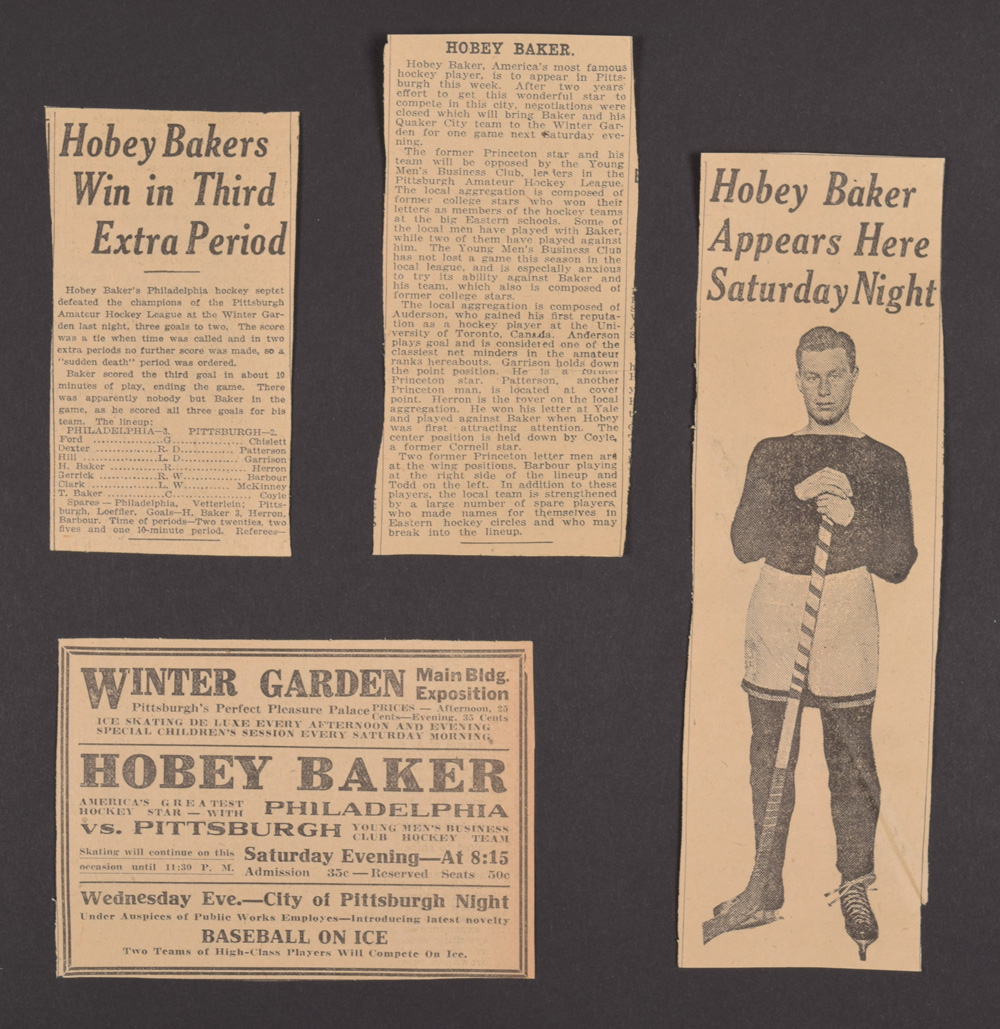 Hobey Bakers
Win in Third
Extra Period
Hobey Baker's Philadelphia hockey septet
defeated the champions of the Pittsburgh
Amateur Hockey League at the Winter Gar-
den last night, three goals to two. The score
was a tie when time was called and in two
extra periods no further score was made, so a
"sudden death" period was ordered.
Baker scored the third goal in about 10
minutes of play, ending the game. There
was apparently nobody but Baker in the
game, as he scored all three goals for his
team. The lineup:
PHILADELPHIA—3. PITTSBURGH—2.
Ford ................G................ Chislett
Dexter ..............R. D............. Patterson
Hill ................L. D............. Garrison
H. Baker ............R................ Herron
Gerrick .............R. W............. Harbour
Clark ...............L. W............. McKinney
T. Baker ............C................ Coyle
Spares—Philadelphia, Vetterlein; Pitts-
burgh, Loeffler. Goals—H. Baker 3, Herron,
Barbour. Time of periods—Two twenties, two
fives and one 10-minute period. Referees—
HOBEY BAKER.
Hobey Baker, America's most famous
hockey player, is to appear in Pitts-
burgh this week. After two years'
effort to get this wonderful star to
compete in this city, negotiations were
closed which will bring Baker and his
Quaker City team to the Winter Gar-
den for one game next Saturday eve-
ning.
The former Princeton star and his
team will be opposed by the Young
Men's Business Club, leaders in the
Pittsburgh Amateur Hockey League.
The local aggregation is composed of
former college stars who won their
letters as members of the hockey teams
at the big Eastern schools. Some of
the local men have played with Baker,
while two of them have played against
him. The Young Men's Business Club
has not lost a game this season in the
local league, and is especially anxious
to try its ability against Baker and
his team, which also is composed of
former college stars.
The local aggregation is composed of
Auderson, who gained his first reputa-
tion as a hockey player at the Uni-
versity of Toronto, Canada. Anderson
plays goal and is considered one of the
classiest net minders in the amateur
ranks hereabouts. Garrison holds down
the point position. He is a former
Princeton star. Patterson, another
Princeton man, is located at cover
point. Herron is the rover on the local
aggregation. He won his letter at Yale
and played against Baker when Hobey
was first attracting attention. The
center position is held down by Coyle,
a former Cornell star.
Two former Princeton letter men are
at the wing positions. Barbour playing
at the right side of the lineup and
Todd on the left. In addition to these
players, the local team is strengthened
by a large number of spare players,
who made names for themselves in
Eastern hockey circles and who may
break into the lineup.
Hobey Baker
Appears Here
Saturday Night
WINTER GARDEN Main Bldg.
Exposition
Pittsburgh's Perfect Pleasure Palace PRICES — Afternoon, 25
Cents—Evening, 35 Cents
ICE SKATING DE LUXE EVERY AFTERNOON AND EVENING
SPECIAL CHILDREN'S SESSION EVERY SATURDAY MORNING
HOBEY BAKER
AMERICA'S GREATEST
HOCKEY STAR — WITH PHILADELPHIA
vs. PITTSBURGH YOUNG MEN'S BUSINESS
CLUB HOCKEY TEAM
Skating will continue on this
occasion until 11:30 P. M.
Saturday Evening—At 8:15
Admission 35c—Reserved Seats 50c
Wednesday Eve.—City of Pittsburgh Night
Under Auspices of Public Works Employes—Introducing latest novelty
BASEBALL ON ICE
Two Teams of High-Class Players Will Compete On Ice.